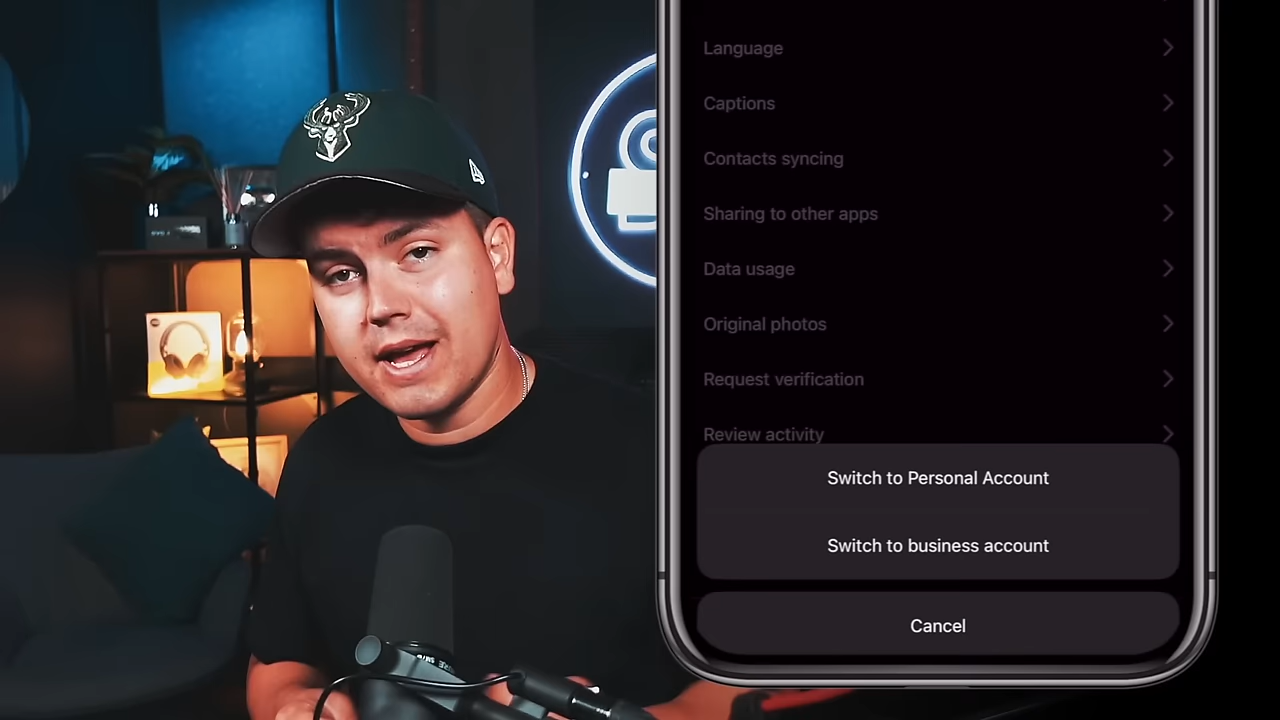 Language
Captions
Contacts syncing
Sharing to other apps
Data usage
Original photos
Request verification
Review activity
Switch to Personal Account
Switch to business account
Cancel